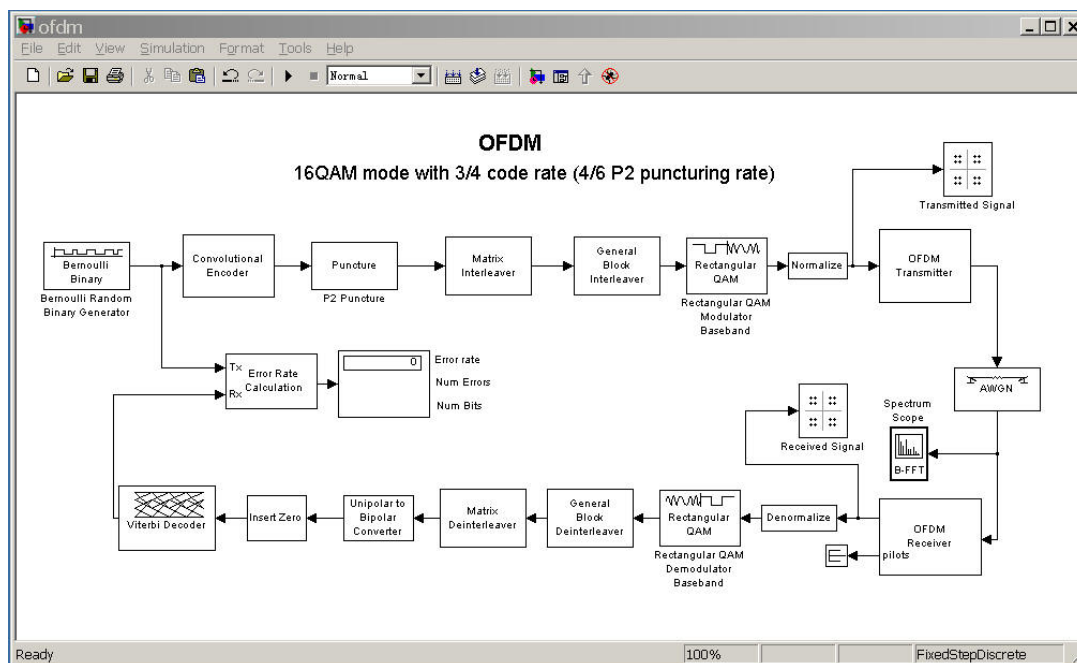 ofdm
File Edit View Simulation Format Tools Help
Normal
OFDM
16QAM mode with 3/4 code rate (4/6 P2 puncturing rate)
Transmitted Signal
Bernoulli
Binary
Bernoulli Random
Binary Generator
Convolutional
Encoder
Puncture
P2 Puncture
Matrix
Interleaver
General
Block
Interleaver
Rectangular
QAM
Rectangular QAM
Modulator
Baseband
Normalize
OFDM
Transmitter
Tx
Rx
Error Rate
Calculation
0
Error rate
Num Errors
Num Bits
AWGN
Received Signal
Spectrum
Scope
B-FFT
Viterbi Decoder
Insert Zero
Unipolar to
Bipolar
Converter
Matrix
Deinterleaver
General
Block
Deinterleaver
Rectangular
QAM
Rectangular QAM
Demodulator
Baseband
Denormalize
OFDM
Receiver
pilots
Ready
100%
FixedStepDiscrete